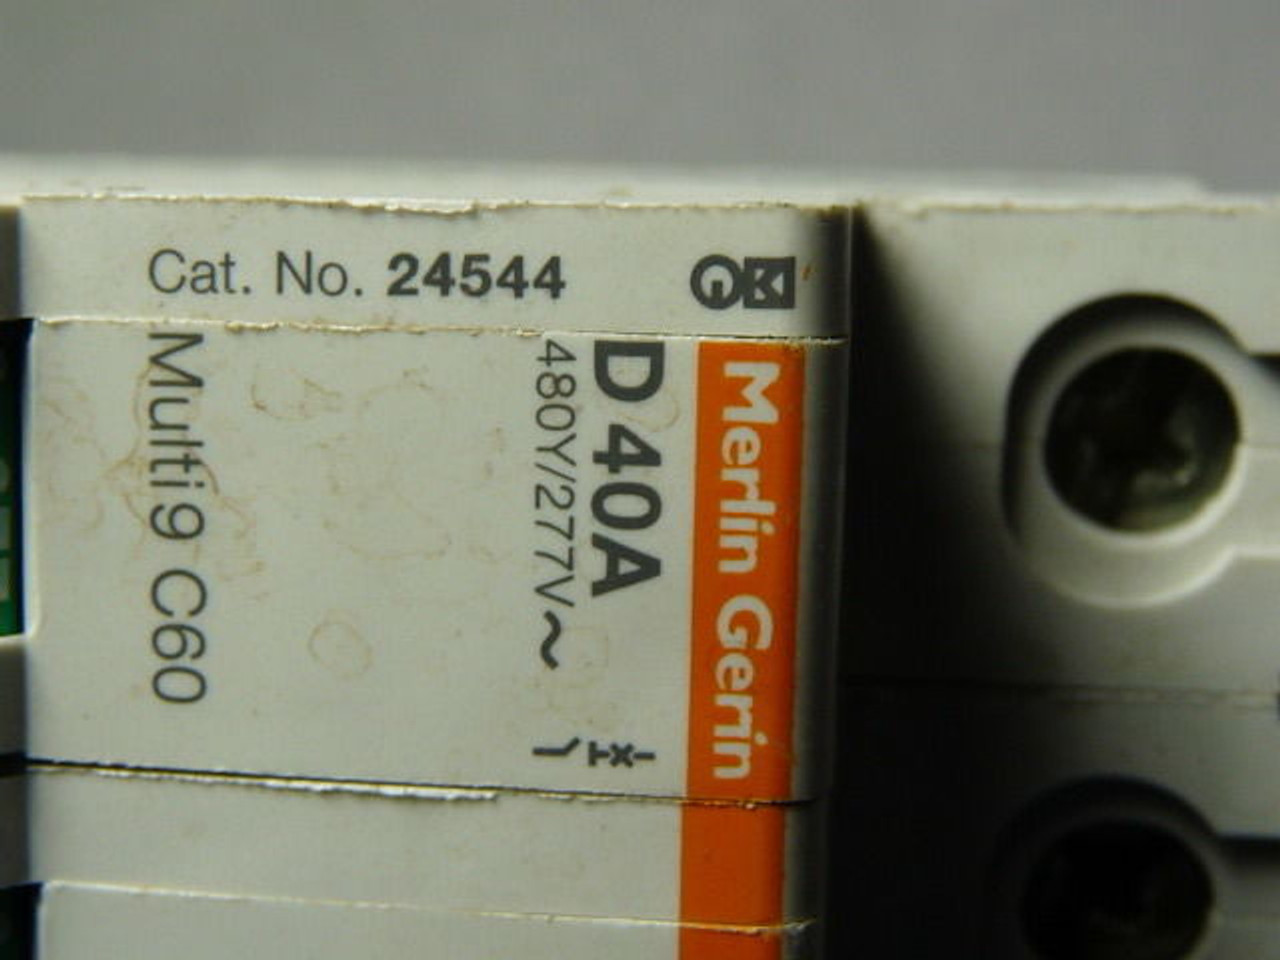 Cat. No. 24544
Merlin Gerin
D 40A
480Y/277V~
Multi 9 C60